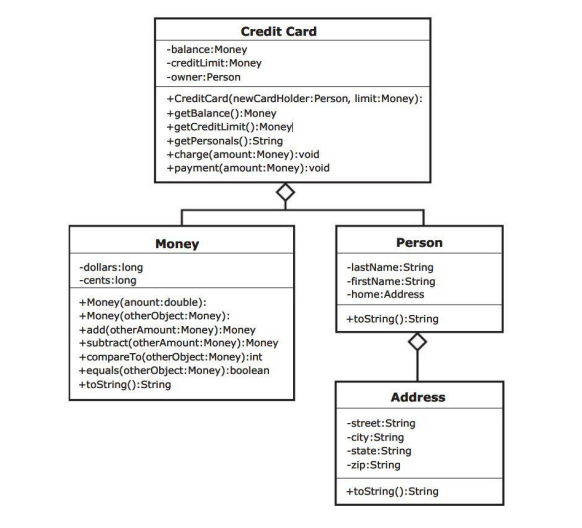 Credit Card
-balance:Money
-creditLimit:Money
-owner:Person
+CreditCard(newCardHolder:Person, limit:Money):
+getBalance():Money
+getCreditLimit():Money
+getPersonals():String
+charge(amount:Money):void
+payment(amount:Money):void
Money
-dollars:long
-cents:long
+Money(anount:double):
+Money(otherObject:Money):
+add(otherAmount:Money):Money
+subtract(otherAmount:Money):Money
+compareTo(otherObject:Money):int
+equals(otherObject:Money):boolean
+toString():String
Person
-lastName:String
-firstName:String
-home:Address
+toString():String
Address
-street:String
-city:String
-state:String
-zip:String
+toString():String